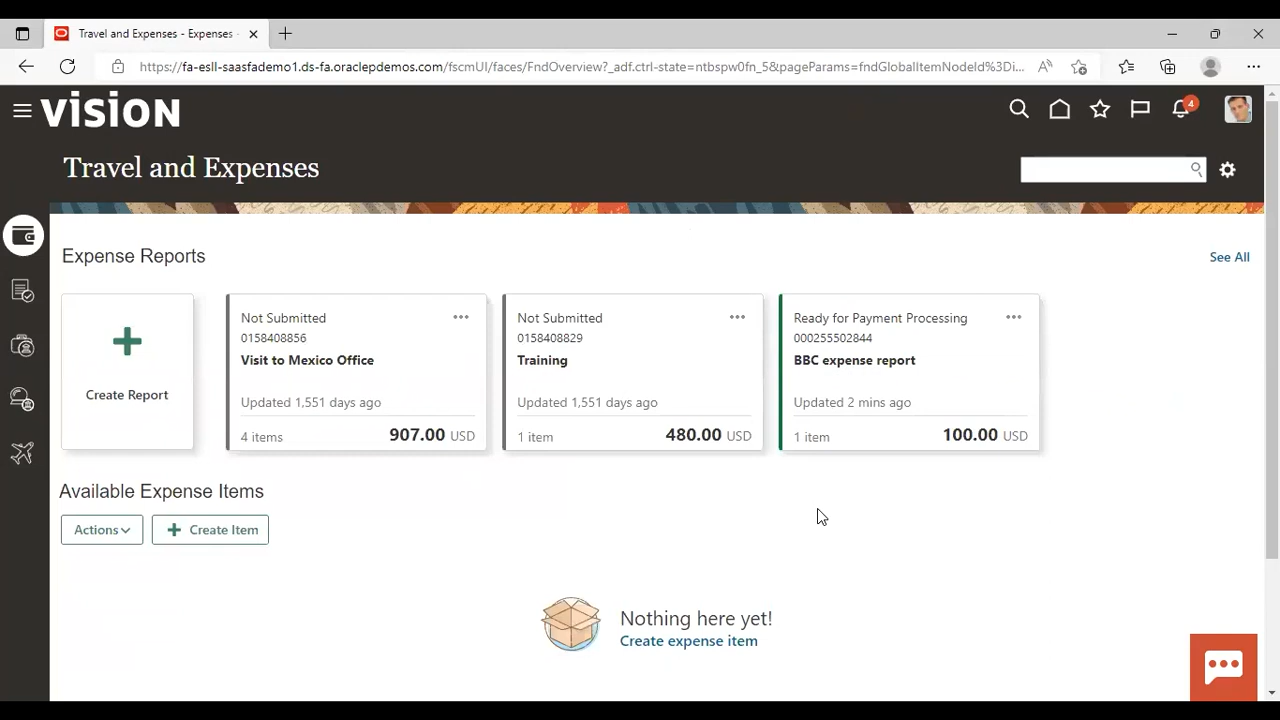 Travel and Expenses - Expenses -
https://fa-esll-saasfademo1.ds-fa.oraclepdemos.com/fscmUI/faces/FndOverview?_adf.ctrl-state=ntbspw0fn_5&pageParams=fndGlobalItemNodeId%3Di...
VISION
4
Travel and Expenses
Expense Reports
See All
Create Report
Not Submitted
0158408856
Visit to Mexico Office
Updated 1,551 days ago
4 items 907.00 USD
Not Submitted
0158408829
Training
Updated 1,551 days ago
1 item 480.00 USD
Ready for Payment Processing
000255502844
BBC expense report
Updated 2 mins ago
1 item 100.00 USD
Available Expense Items
Actions
Create Item
Nothing here yet!
Create expense item